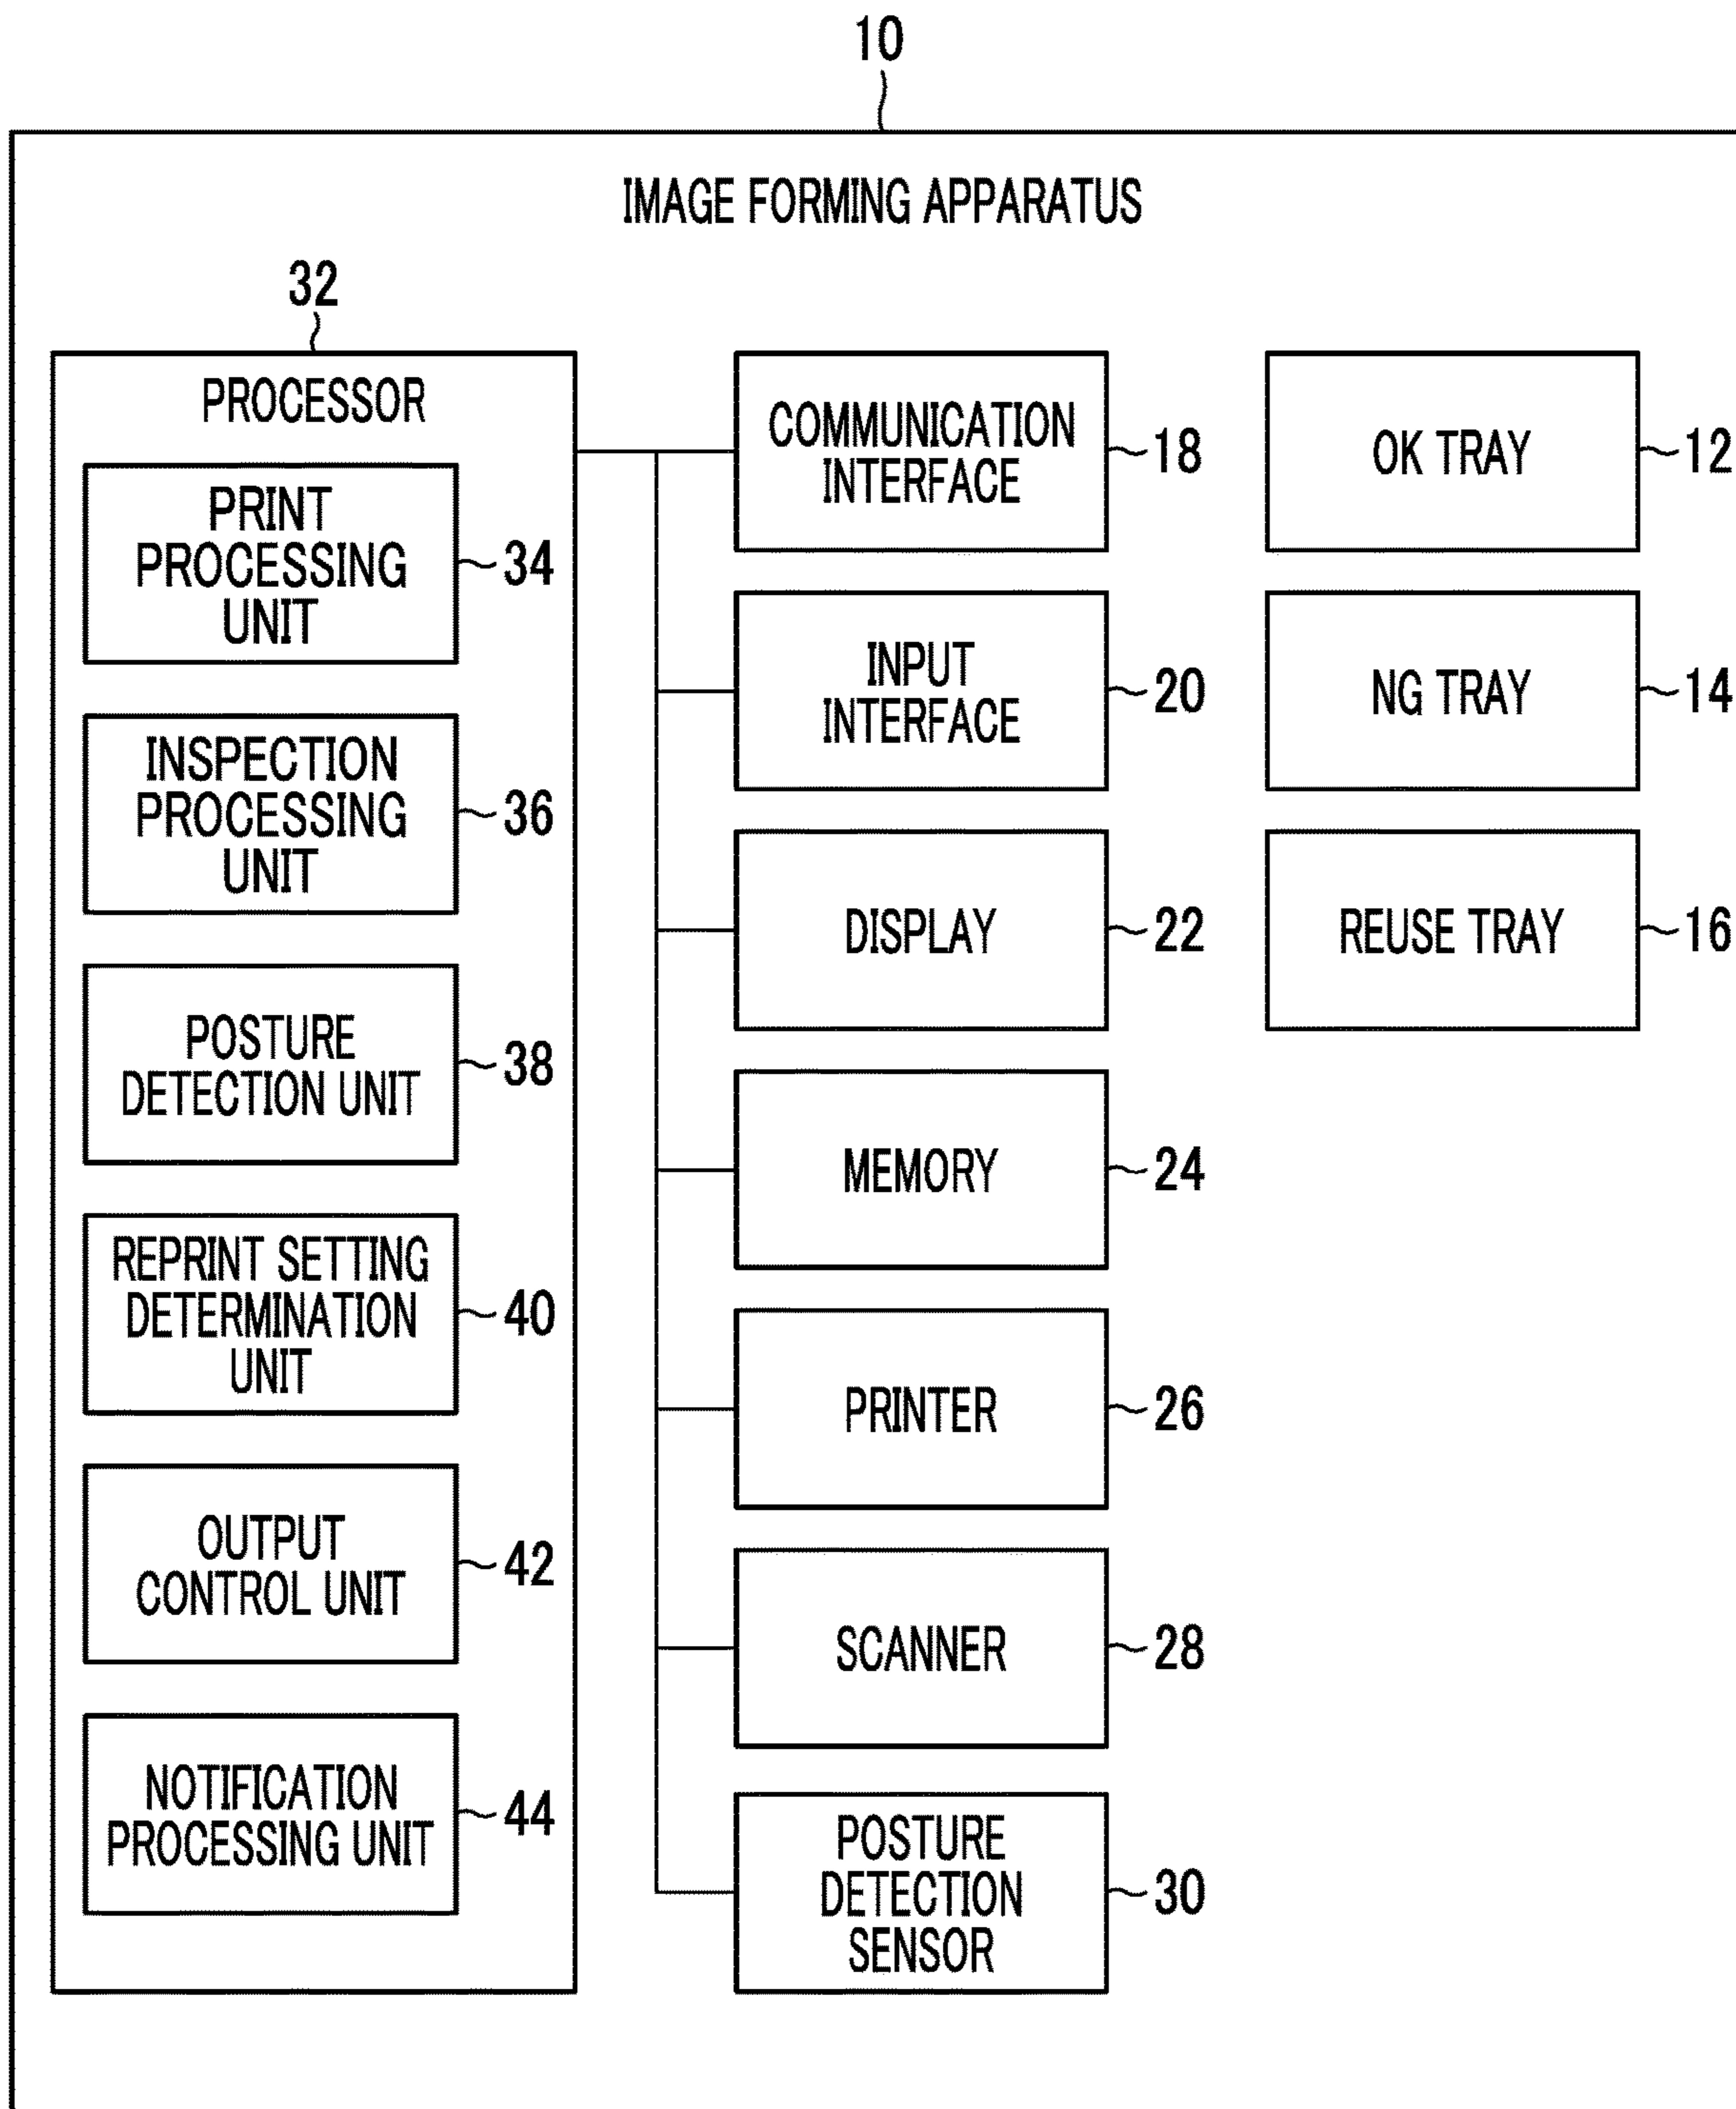 10
IMAGE FORMING APPARATUS
32
PROCESSOR
PRINT
PROCESSING
UNIT
34
INSPECTION
PROCESSING
UNIT
36
POSTURE
DETECTION UNIT
38
REPRINT SETTING
DETERMINATION
UNIT
40
OUTPUT
CONTROL UNIT
42
NOTIFICATION
PROCESSING UNIT
44
COMMUNICATION
INTERFACE
18
INPUT
INTERFACE
20
DISPLAY
22
MEMORY
24
PRINTER
26
SCANNER
28
POSTURE
DETECTION
SENSOR
30
OK TRAY
12
NG TRAY
14
REUSE TRAY
16